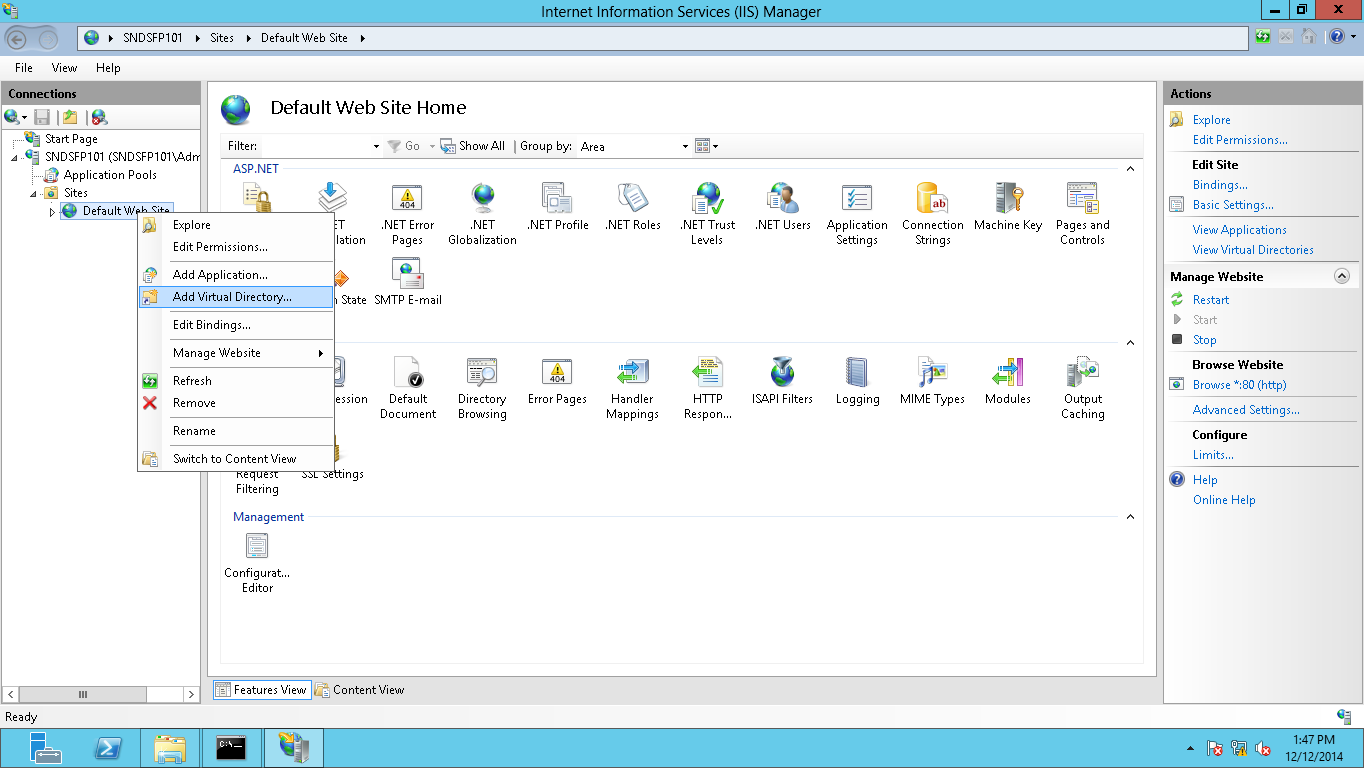 Internet Information Services (IIS) Manager
SNDSFP101 Sites Default Web Site
File View Help
Connections
Start Page
SNDSFP101 (SNDSFP101\Adm
Application Pools
Sites
Default Web Site
Explore
Edit Permissions...
Add Application...
Add Virtual Directory...
Edit Bindings...
Manage Website
Refresh
Remove
Rename
Switch to Content View
Default Web Site Home
Filter: Go Show All Group by: Area
ASP.NET
.NET Error Pages
.NET Globalization
.NET Profile
.NET Roles
.NET Trust Levels
.NET Users
Application Settings
Connection Strings
Machine Key
Pages and Controls
SMTP E-mail
State
Default Document
Directory Browsing
Error Pages
Handler Mappings
HTTP Respon...
ISAPI Filters
Logging
MIME Types
Modules
Output Caching
Request Filtering
SSL Settings
Management
Configurat... Editor
Features View Content View
Actions
Explore
Edit Permissions...
Edit Site
Bindings...
Basic Settings...
View Applications
View Virtual Directories
Manage Website
Restart
Start
Stop
Browse Website
Browse *:80 (http)
Advanced Settings...
Configure
Limits...
Help
Online Help
Ready
1:47 PM
12/12/2014